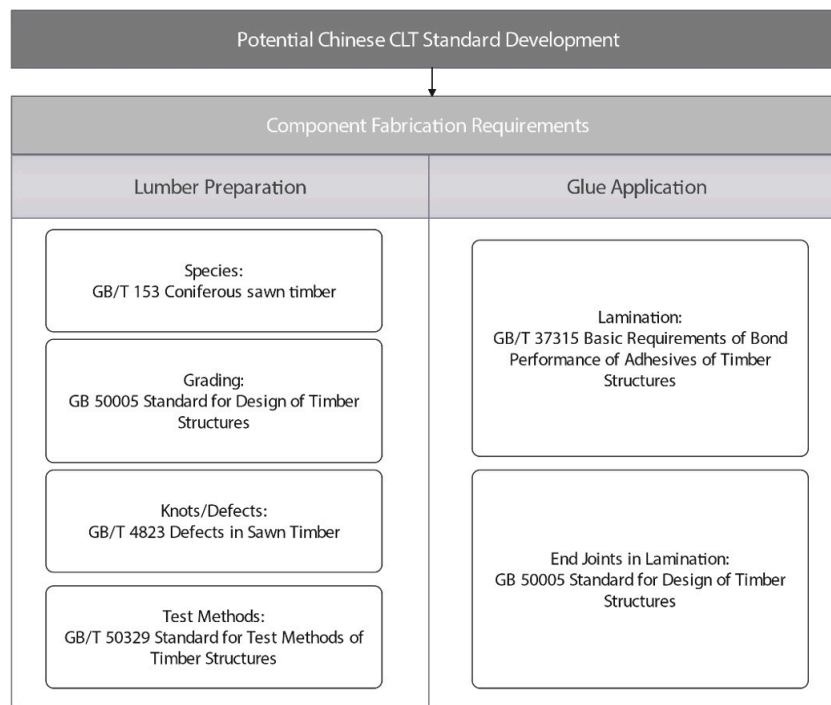 Potential Chinese CLT Standard Development
Component Fabrication Requirements
Lumber Preparation
Glue Application
Species:
GB/T 153 Coniferous sawn timber
Grading:
GB 50005 Standard for Design of Timber
Structures
Knots/Defects:
GB/T 4823 Defects in Sawn Timber
Test Methods:
GB/T 50329 Standard for Test Methods of
Timber Structures
Lamination:
GB/T 37315 Basic Requirements of Bond
Performance of Adhesives of Timber
Structures
End Joints in Lamination:
GB 50005 Standard for Design of Timber
Structures